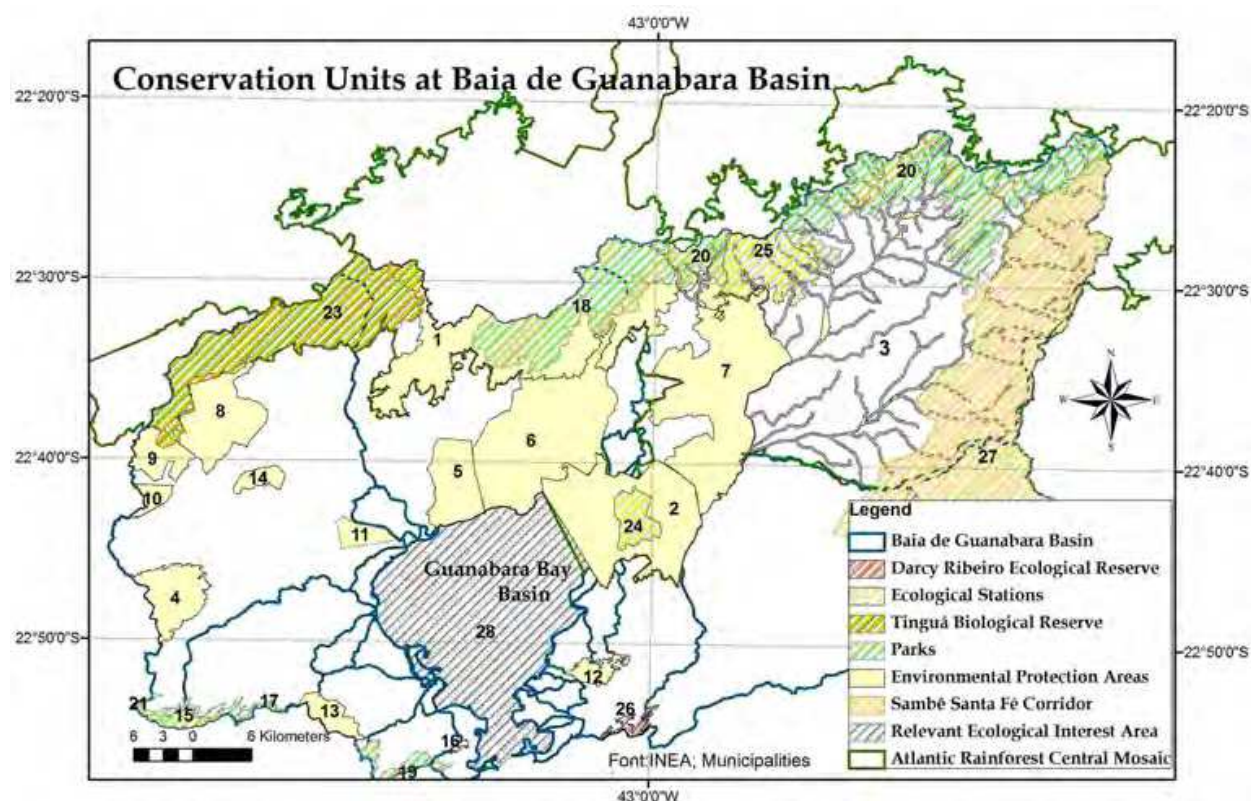 43°0'0"W
Conservation Units at Baia de Guanabara Basin
22°20'0"S
22°20'0"S
20
20
25
22°30'0"S
22°30'0"S
23
18
1
3
7
N
W
E
S
8
6
22°40'0"S
22°40'0"S
9
5
27
14
10
2
24
11
Legend
Baia de Guanabara Basin
Guanabara Bay
Basin
Darcy Ribeiro Ecological Reserve
4
Ecological Stations
Tinguá Biological Reserve
28
22°50'0"S
22°50'0"S
Parks
12
Environmental Protection Areas
21
17
Sambê Santa Fé Corridor
15
13
26
Relevant Ecological Interest Area
6 3 0 6 Kilometers
16
Font:INEA; Municipalities
Atlantic Rainforest Central Mosaic
19
43°0'0"W